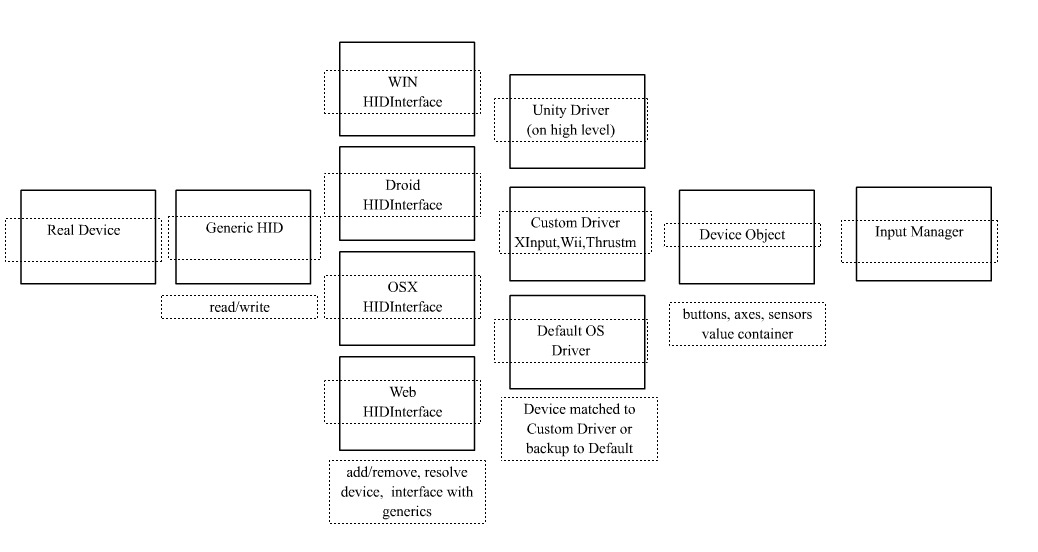 Real Device
Generic HID
read/write
WIN
HIDInterface
Droid
HIDInterface
OSX
HIDInterface
Web
HIDInterface
add/remove, resolve
device, interface with
generics
Unity Driver
(on high level)
Custom Driver
XInput,Wii,Thrustm
Default OS
Driver
Device matched to
Custom Driver or
backup to Default
Device Object
buttons, axes, sensors
value container
Input Manager